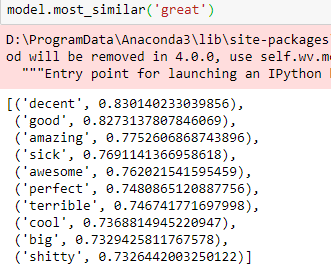 model.most_similar('great')
D:\ProgramData\Anaconda3\lib\site-packages
od will be removed in 4.0.0, use self.wv.m
"""Entry point for launching an IPython
[('decent', 0.830140233039856),
('good', 0.8273137807846069),
('amazing', 0.7752606868743896),
('sick', 0.7691141366958618),
('awesome', 0.762021541595459),
('perfect', 0.7480865120887756),
('terrible', 0.746741771697998),
('cool', 0.7368814945220947),
('big', 0.7329425811767578),
('shitty', 0.7326442003250122)]